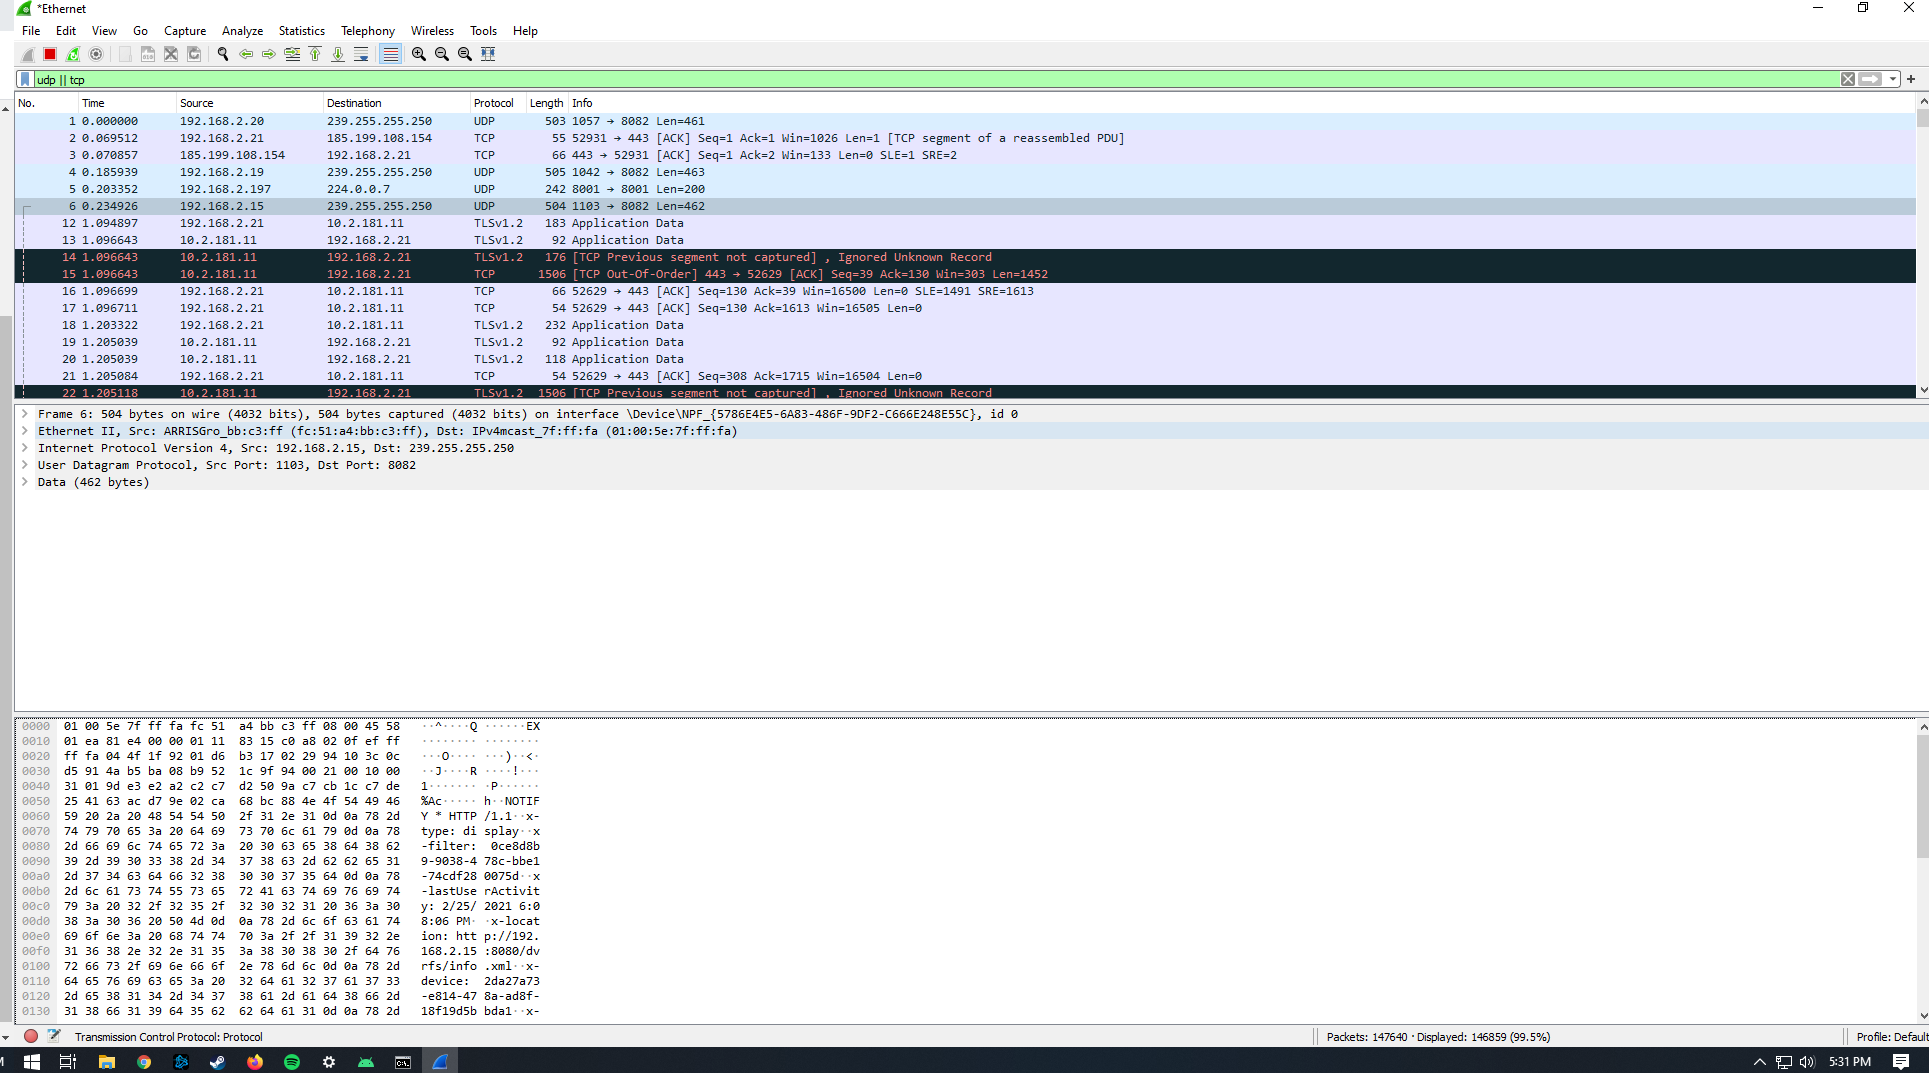 *Ethernet
File Edit View Go Capture Analyze Statistics Telephony Wireless Tools Help
udp || tcp
No. Time Source Destination Protocol Length Info
1 0.000000 192.168.2.20 239.255.255.250 UDP 503 1057 → 8082 Len=461
2 0.069512 192.168.2.21 185.199.108.154 TCP 55 52931 → 443 [ACK] Seq=1 Ack=1 Win=1026 Len=1 [TCP segment of a reassembled PDU]
3 0.070857 185.199.108.154 192.168.2.21 TCP 66 443 → 52931 [ACK] Seq=1 Ack=2 Win=133 Len=0 SLE=1 SRE=2
4 0.185939 192.168.2.19 239.255.255.250 UDP 505 1042 → 8082 Len=463
5 0.203352 192.168.2.197 224.0.0.7 UDP 242 8001 → 8001 Len=200
6 0.234926 192.168.2.15 239.255.255.250 UDP 504 1103 → 8082 Len=462
12 1.094897 192.168.2.21 10.2.181.11 TLSv1.2 183 Application Data
13 1.096643 10.2.181.11 192.168.2.21 TLSv1.2 92 Application Data
14 1.096643 10.2.181.11 192.168.2.21 TLSv1.2 176 [TCP Previous segment not captured] , Ignored Unknown Record
15 1.096643 10.2.181.11 192.168.2.21 TCP 1506 [TCP Out-Of-Order] 443 → 52629 [ACK] Seq=39 Ack=130 Win=303 Len=1452
16 1.096699 192.168.2.21 10.2.181.11 TCP 66 52629 → 443 [ACK] Seq=130 Ack=39 Win=16500 Len=0 SLE=1491 SRE=1613
17 1.096711 192.168.2.21 10.2.181.11 TCP 54 52629 → 443 [ACK] Seq=130 Ack=1613 Win=16505 Len=0
18 1.203322 192.168.2.21 10.2.181.11 TLSv1.2 232 Application Data
19 1.205039 10.2.181.11 192.168.2.21 TLSv1.2 92 Application Data
20 1.205039 10.2.181.11 192.168.2.21 TLSv1.2 118 Application Data
21 1.205084 192.168.2.21 10.2.181.11 TCP 54 52629 → 443 [ACK] Seq=308 Ack=1715 Win=16504 Len=0
22 1.205118 10.2.181.11 192.168.2.21 TLSv1.2 1506 [TCP Previous segment not captured] , Ignored Unknown Record
Frame 6: 504 bytes on wire (4032 bits), 504 bytes captured (4032 bits) on interface \Device\NPF_{5786E4E5-6A83-486F-9DF2-C666E248E55C}, id 0
Ethernet II, Src: ARRISGro_bb:c3:ff (fc:51:a4:bb:c3:ff), Dst: IPv4mcast_7f:ff:fa (01:00:5e:7f:ff:fa)
Internet Protocol Version 4, Src: 192.168.2.15, Dst: 239.255.255.250
User Datagram Protocol, Src Port: 1103, Dst Port: 8082
Data (462 bytes)
0000 01 00 5e 7f ff fa fc 51 a4 bb c3 ff 08 00 45 58 ··^····Q ······EX
0010 01 ea 81 e4 00 00 01 11 83 15 c0 a8 02 0f ef ff ········ ········
0020 ff fa 04 4f 1f 92 01 d6 b3 17 02 29 94 10 3c 0c ···O···· ···)··<·
0030 d5 91 4a b5 ba 08 b9 52 1c 9f 94 00 21 00 10 00 ··J····R ····!···
0040 31 01 9d e3 e2 a2 c2 c7 d2 50 9a c7 cb 1c c7 de 1······· ·P······
0050 25 41 63 ac d7 9e 02 ca 68 bc 88 4e 4f 54 49 46 %Ac····· h··NOTIF
0060 59 20 2a 20 48 54 54 50 2f 31 2e 31 0d 0a 78 2d Y * HTTP /1.1··x-
0070 74 79 70 65 3a 20 64 69 73 70 6c 61 79 0d 0a 78 type: di splay··x
0080 2d 66 69 6c 74 65 72 3a 20 30 63 65 38 64 38 62 -filter: 0ce8d8b
0090 39 2d 39 30 33 38 2d 34 37 38 63 2d 62 62 65 31 9-9038-4 78c-bbe1
00a0 2d 37 34 63 64 66 32 38 30 30 37 35 64 0d 0a 78 -74cdf28 0075d··x
00b0 2d 6c 61 73 74 55 73 65 72 41 63 74 69 76 69 74 -lastUse rActivit
00c0 79 3a 20 32 2f 32 35 2f 32 30 32 31 20 36 3a 30 y: 2/25/ 2021 6:0
00d0 38 3a 30 36 20 50 4d 0d 0a 78 2d 6c 6f 63 61 74 8:06 PM· ·x-locat
00e0 69 6f 6e 3a 20 68 74 74 70 3a 2f 2f 31 39 32 2e ion: htt p://192.
00f0 31 36 38 2e 32 2e 31 35 3a 38 30 38 30 2f 64 76 168.2.15 :8080/dv
0100 72 66 73 2f 69 6e 66 6f 2e 78 6d 6c 0d 0a 78 2d rfs/info .xml··x-
0110 64 65 76 69 63 65 3a 20 32 64 61 32 37 61 37 33 device: 2da27a73
0120 2d 65 38 31 34 2d 34 37 38 61 2d 61 64 38 66 2d -e814-47 8a-ad8f-
0130 31 38 66 31 39 64 35 62 62 64 61 31 0d 0a 78 2d 18f19d5b bda1··x-
Transmission Control Protocol: Protocol
Packets: 147640 · Displayed: 146859 (99.5%)
Profile: Default
5:31 PM